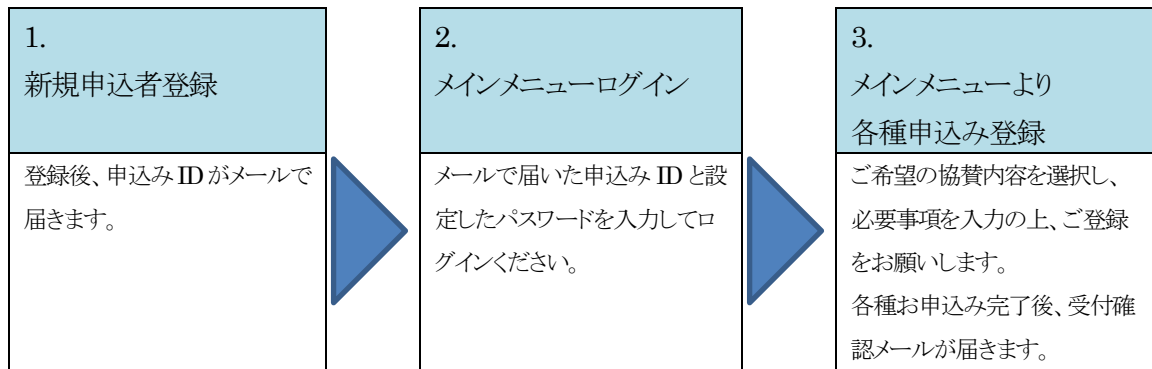 1.
新規申込者登録
登録後、申込み ID がメールで
届きます。
2.
メインメニューログイン
メールで届いた申込み ID と設
定したパスワードを入力してロ
グインください。
3.
メインメニューより
各種申込み登録
ご希望の協賛内容を選択し、
必要事項を入力の上、ご登録
をお願いします。
各種お申込み完了後、受付確
認メールが届きます。